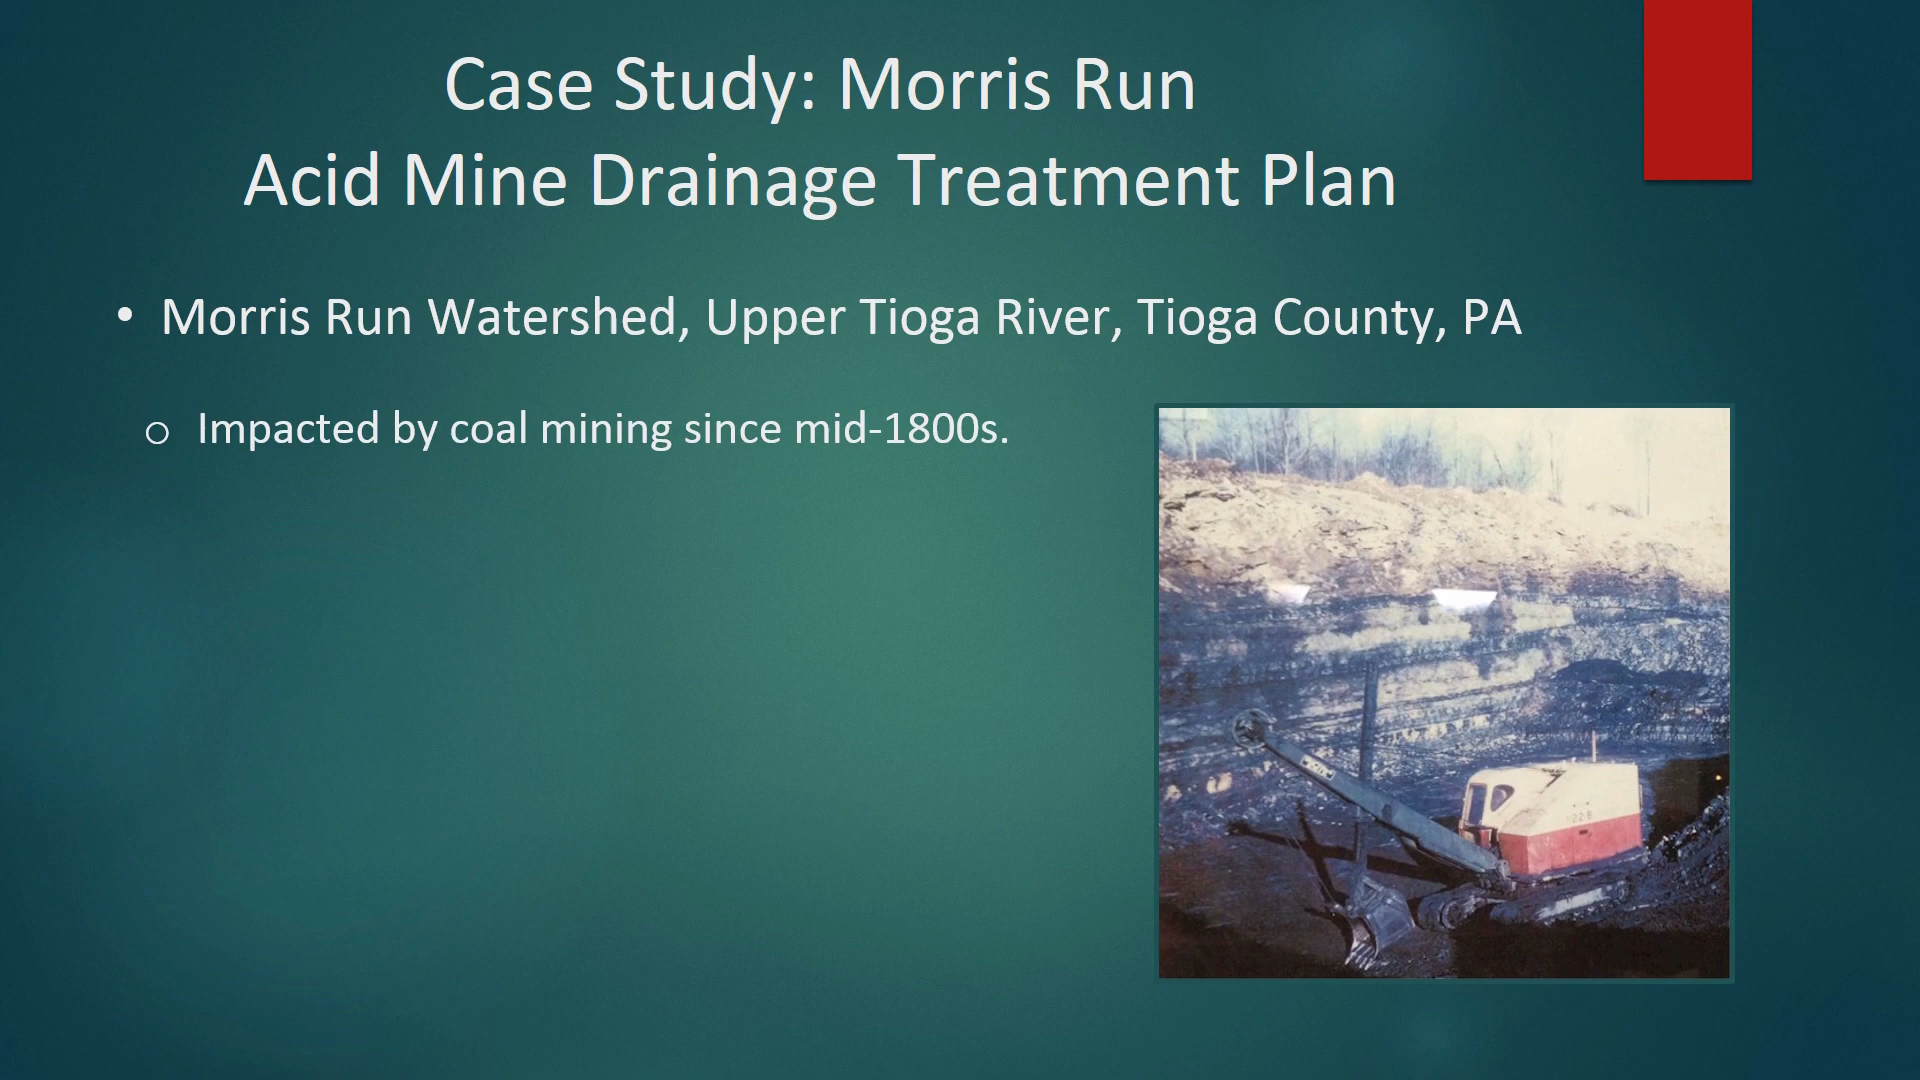 Case Study: Morris Run
Acid Mine Drainage Treatment Plan
• Morris Run Watershed, Upper Tioga River, Tioga County, PA
o Impacted by coal mining since mid-1800s.